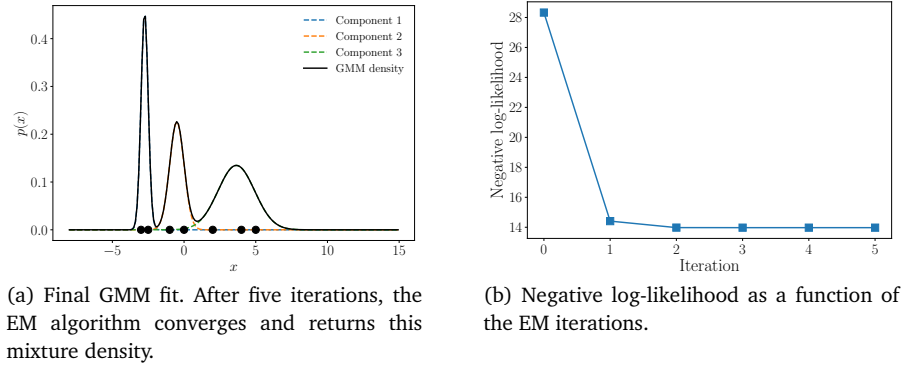 Component 1
Component 2
Component 3
GMM density
p(x)
0.4
0.3
0.2
0.1
0.0
−5
0
5
10
15
x
Negative log-likelihood
28
26
24
22
20
18
16
14
0
1
2
3
4
5
Iteration
(a) Final GMM fit. After five iterations, the
EM algorithm converges and returns this
mixture density.
(b) Negative log-likelihood as a function of
the EM iterations.